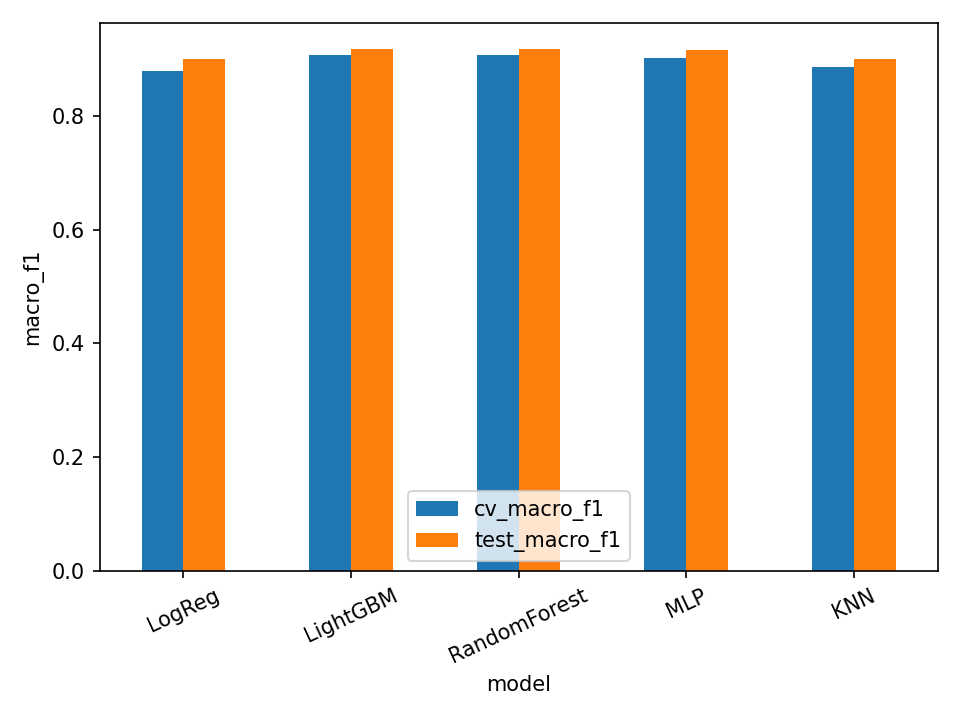 macro_f1
0.8
0.6
0.4
0.2
0.0
cv_macro_f1
test_macro_f1
LogReg
LightGBM
RandomForest
MLP
KNN
model